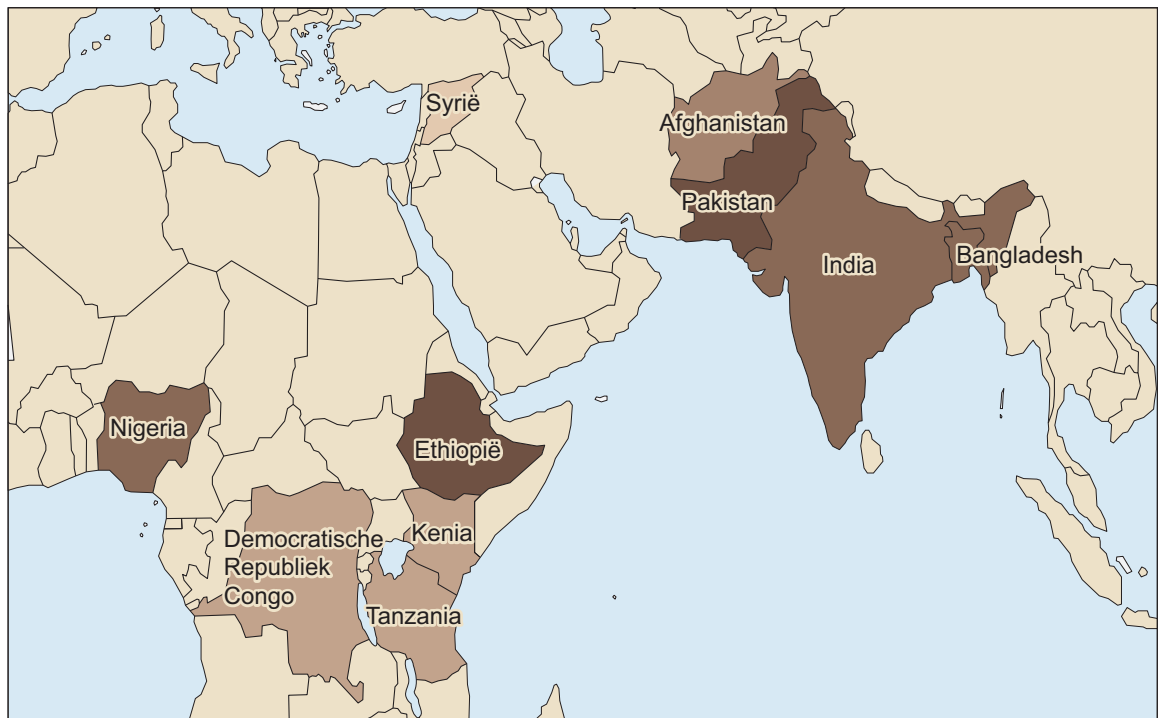 Syrië
Afghanistan
Pakistan
India
Bangladesh
Nigeria
Ethiopië
Kenia
Democratische
Republiek
Congo
Tanzania